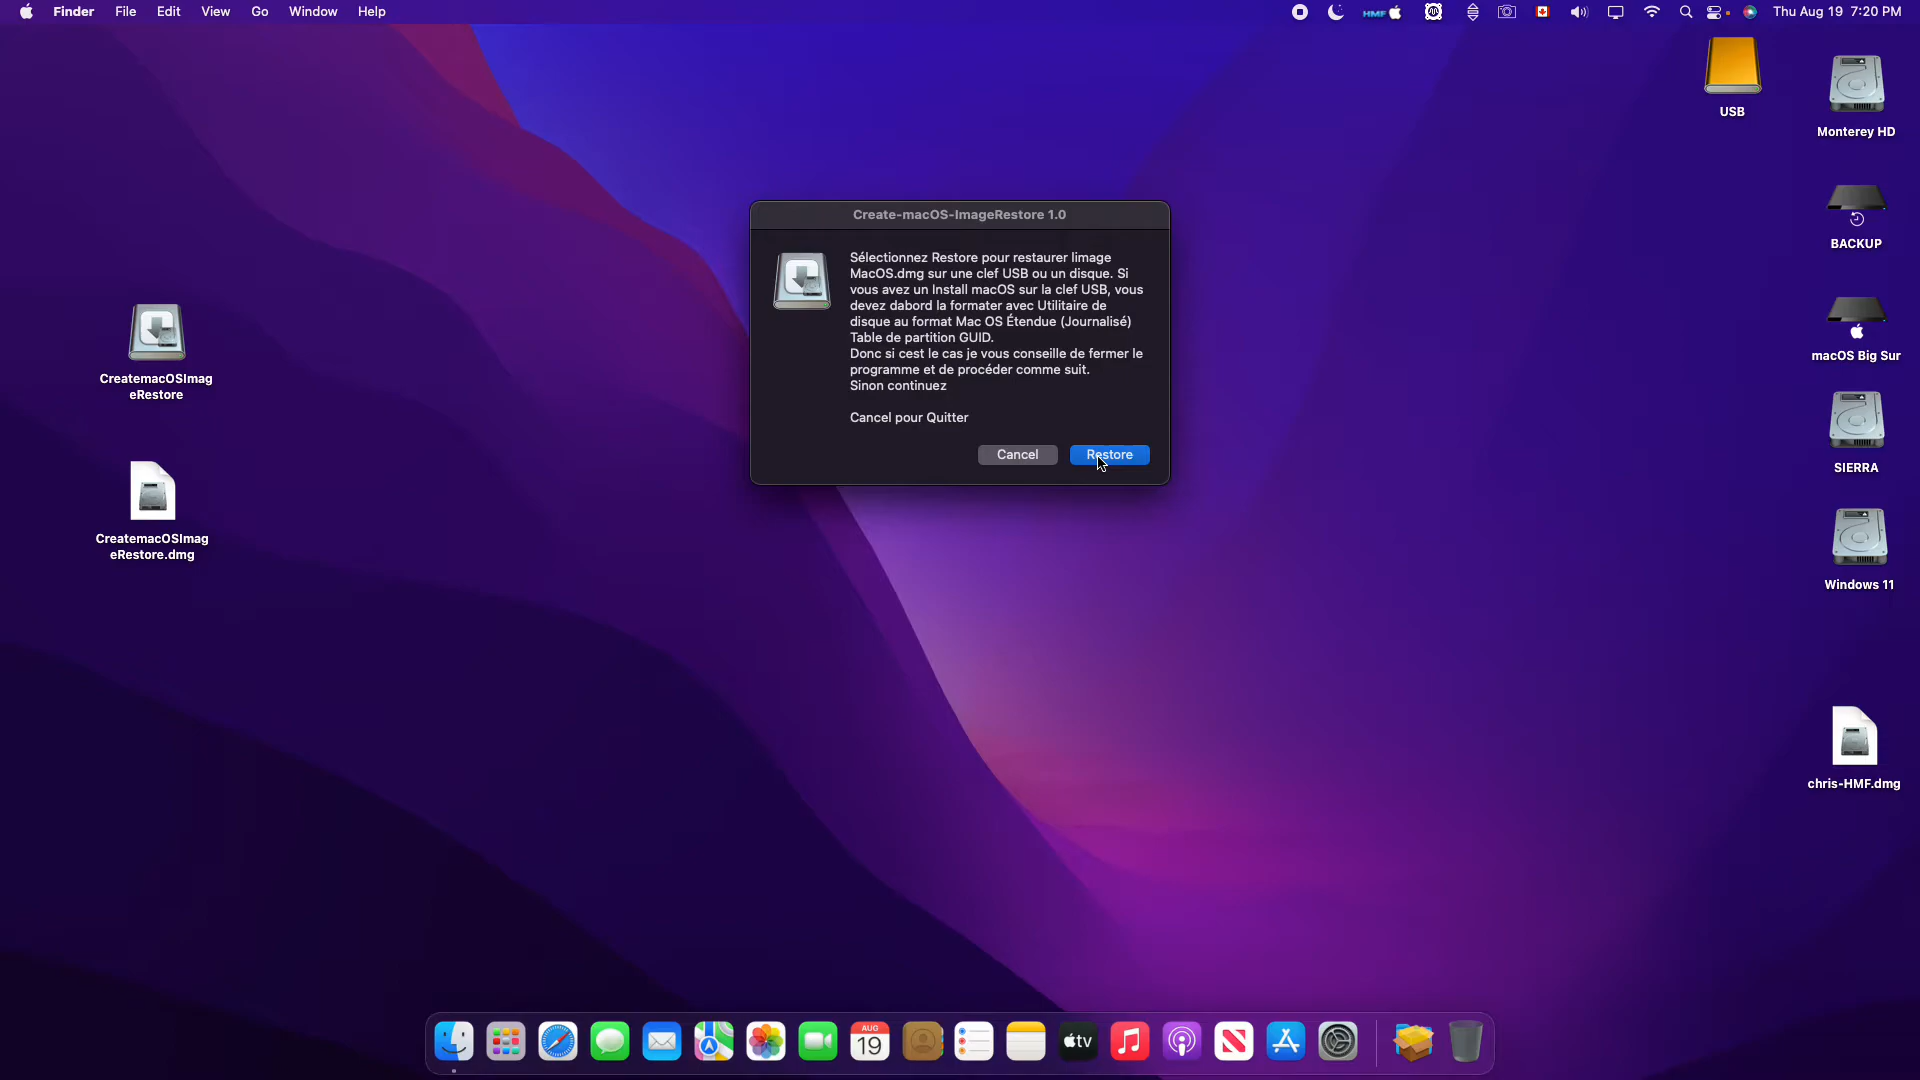 Finder File Edit View Go Window Help
HMF
Thu Aug 19 7:20 PM
USB
Monterey HD
BACKUP
macOS Big Sur
SIERRA
Windows 11
chris-HMF.dmg
CreatemacOSImag
eRestore
CreatemacOSImag
eRestore.dmg
Create-macOS-ImageRestore 1.0
Sélectionnez Restore pour restaurer limage
MacOS.dmg sur une clef USB ou un disque. Si
vous avez un Install macOS sur la clef USB, vous
devez dabord la formater avec Utilitaire de
disque au format Mac OS Étendue (Journalisé)
Table de partition GUID.
Donc si cest le cas je vous conseille de fermer le
programme et de procéder comme suit.
Sinon continuez
Cancel pour Quitter
Cancel Restore
AUG
19
tv